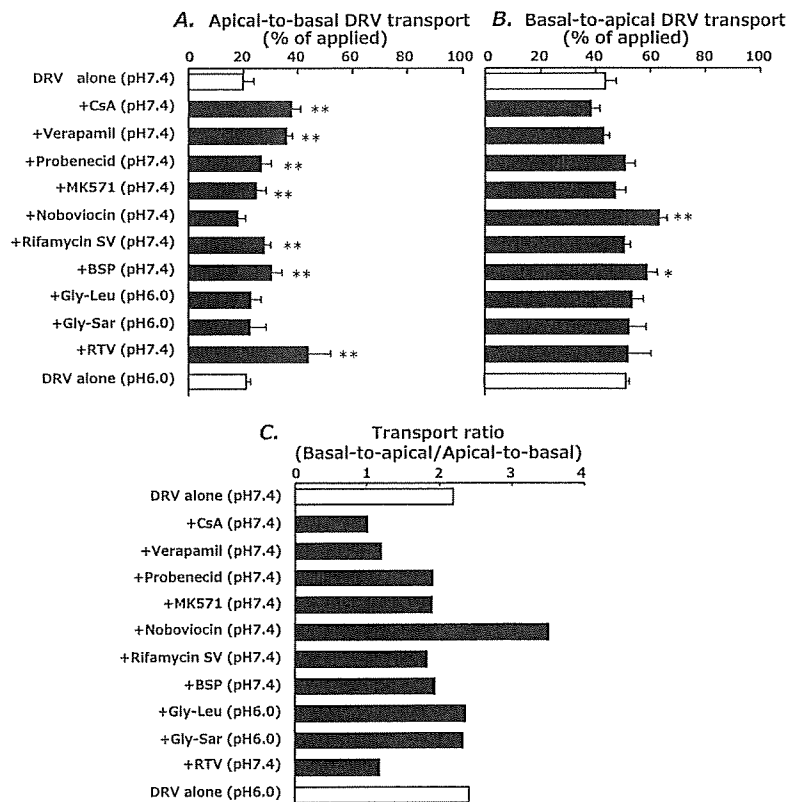 A. Apical-to-basal DRV transport
(% of applied)
0 20 40 60 80 100
B. Basal-to-apical DRV transport
(% of applied)
0 20 40 60 80 100
DRV alone (pH7.4)
+CsA (pH7.4) **
+Verapamil (pH7.4) **
+Probenecid (pH7.4) **
+MK571 (pH7.4) **
+Noboviocin (pH7.4) **
+Rifamycin SV (pH7.4) **
+BSP (pH7.4) ** *
+Gly-Leu (pH6.0)
+Gly-Sar (pH6.0)
+RTV (pH7.4) **
DRV alone (pH6.0)
C. Transport ratio
(Basal-to-apical/Apical-to-basal)
0 1 2 3 4
DRV alone (pH7.4)
+CsA (pH7.4)
+Verapamil (pH7.4)
+Probenecid (pH7.4)
+MK571 (pH7.4)
+Noboviocin (pH7.4)
+Rifamycin SV (pH7.4)
+BSP (pH7.4)
+Gly-Leu (pH6.0)
+Gly-Sar (pH6.0)
+RTV (pH7.4)
DRV alone (pH6.0)